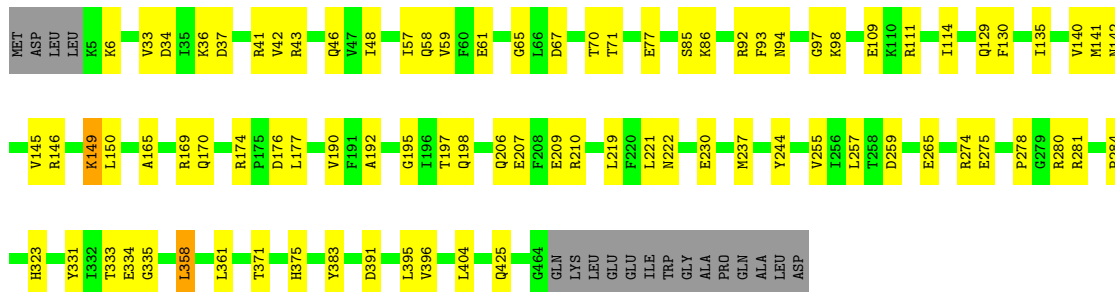 MET ASP LEU LEU K5 K6 V33 D34 I35 K36 D37 R41 V42 R43 Q46 V47 I48 I57 Q58 V59 F60 E61 G65 L66 D67 T70 T71 E77 S85 K86 R92 F93 N94 G97 K98 E109 K110 R111 I114 Q129 F130 I135 V140 M141
V145 R146 K149 L150 A165 R169 Q170 R174 P175 D176 L177 V190 F191 A192 G195 I196 T197 Q198 Q206 E207 F208 E209 R210 L219 F220 L221 N222 E230 M237 Y244 V255 I256 L257 T258 D259 E265 R274 E275 P278 G279 R280 R281
H323 Y331 I332 T333 E334 G335 L358 L361 T371 H375 Y383 D391 L395 V396 L404 Q425 G464 GLN LYS LEU GLU GLU ILE TRP GLY ALA PRO GLN ALA LEU ASP